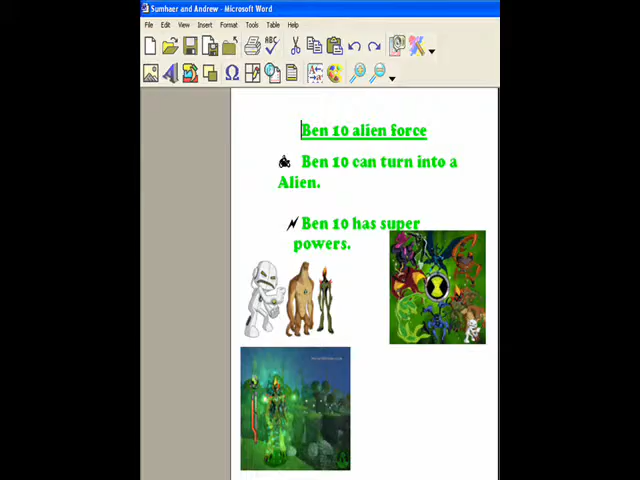 Sumhaer and Andrew - Microsoft Word
File Edit View Insert Format Tools Table Help
ABC
Ben 10 alien force
Ben 10 can turn into a
Alien.
Ben 10 has super
powers.